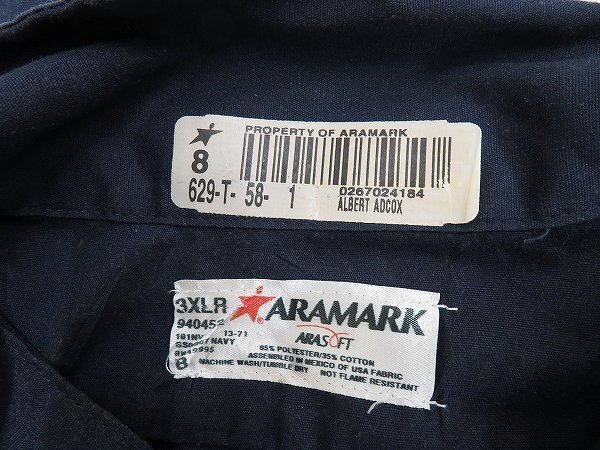 PROPERTY OF ARAMARK
8
629-T- 58- 1
0267024184
ALBERT ADCOX
3XLR ARAMARK
940452
13-71
ARASOFT
NAVY
65% POLYESTER/35% COTTON
ASSEMBLED IN MEXICO OF USA FABRIC
8 MACHINE WASH/TUMBLE DRY NOT FLAME RESISTANT